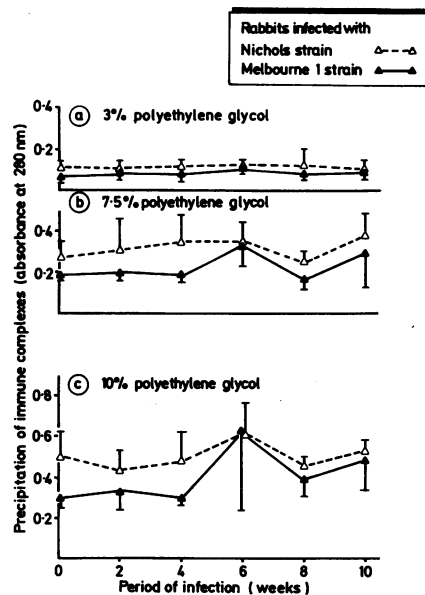 Rabbits infected with
Nichols strain
Melbourne 1 strain
Precipitation of immune complexes (absorbance at 280 nm)
a 3% polyethylene glycol
0·4
0·2
b 7·5% polyethylene glycol
0·4
0·2
c 10% polyethylene glycol
0·8
0·6
0·4
0·2
0 2 4 6 8 10
Period of infection (weeks)